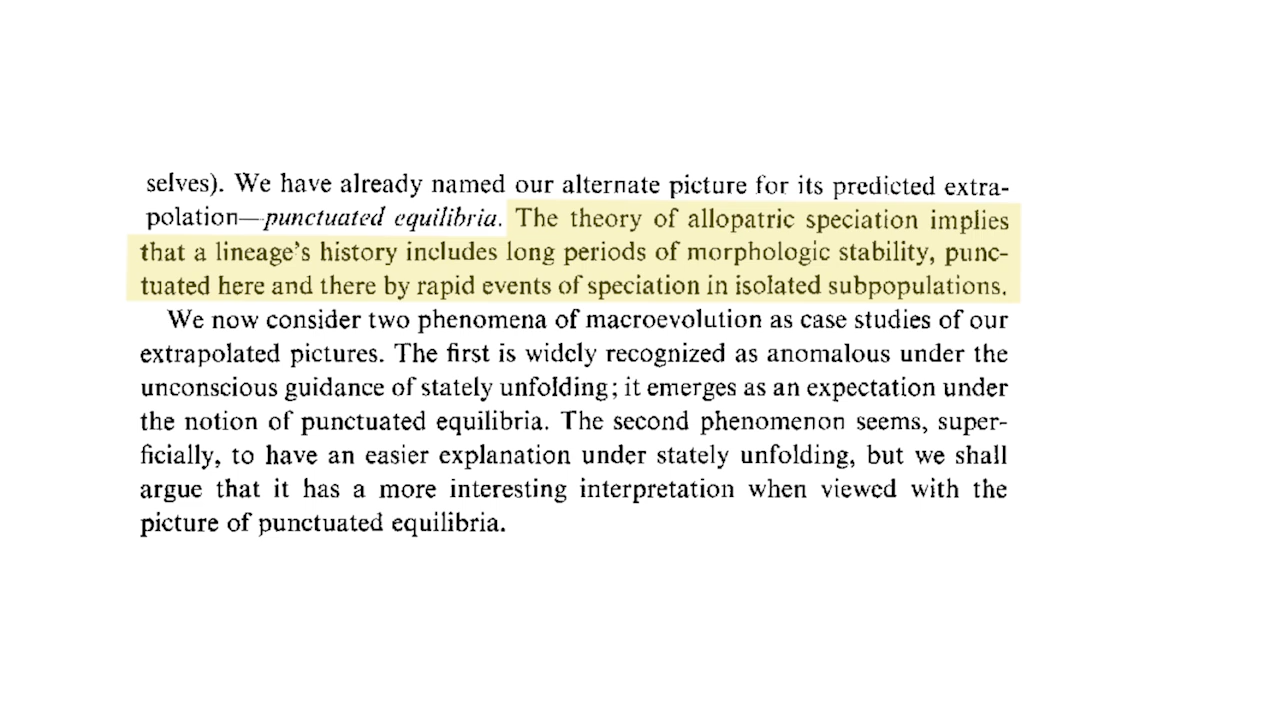 selves). We have already named our alternate picture for its predicted extra-
polation—punctuated equilibria. The theory of allopatric speciation implies
that a lineage's history includes long periods of morphologic stability, punc-
tuated here and there by rapid events of speciation in isolated subpopulations.
We now consider two phenomena of macroevolution as case studies of our
extrapolated pictures. The first is widely recognized as anomalous under the
unconscious guidance of stately unfolding; it emerges as an expectation under
the notion of punctuated equilibria. The second phenomenon seems, super-
ficially, to have an easier explanation under stately unfolding, but we shall
argue that it has a more interesting interpretation when viewed with the
picture of punctuated equilibria.